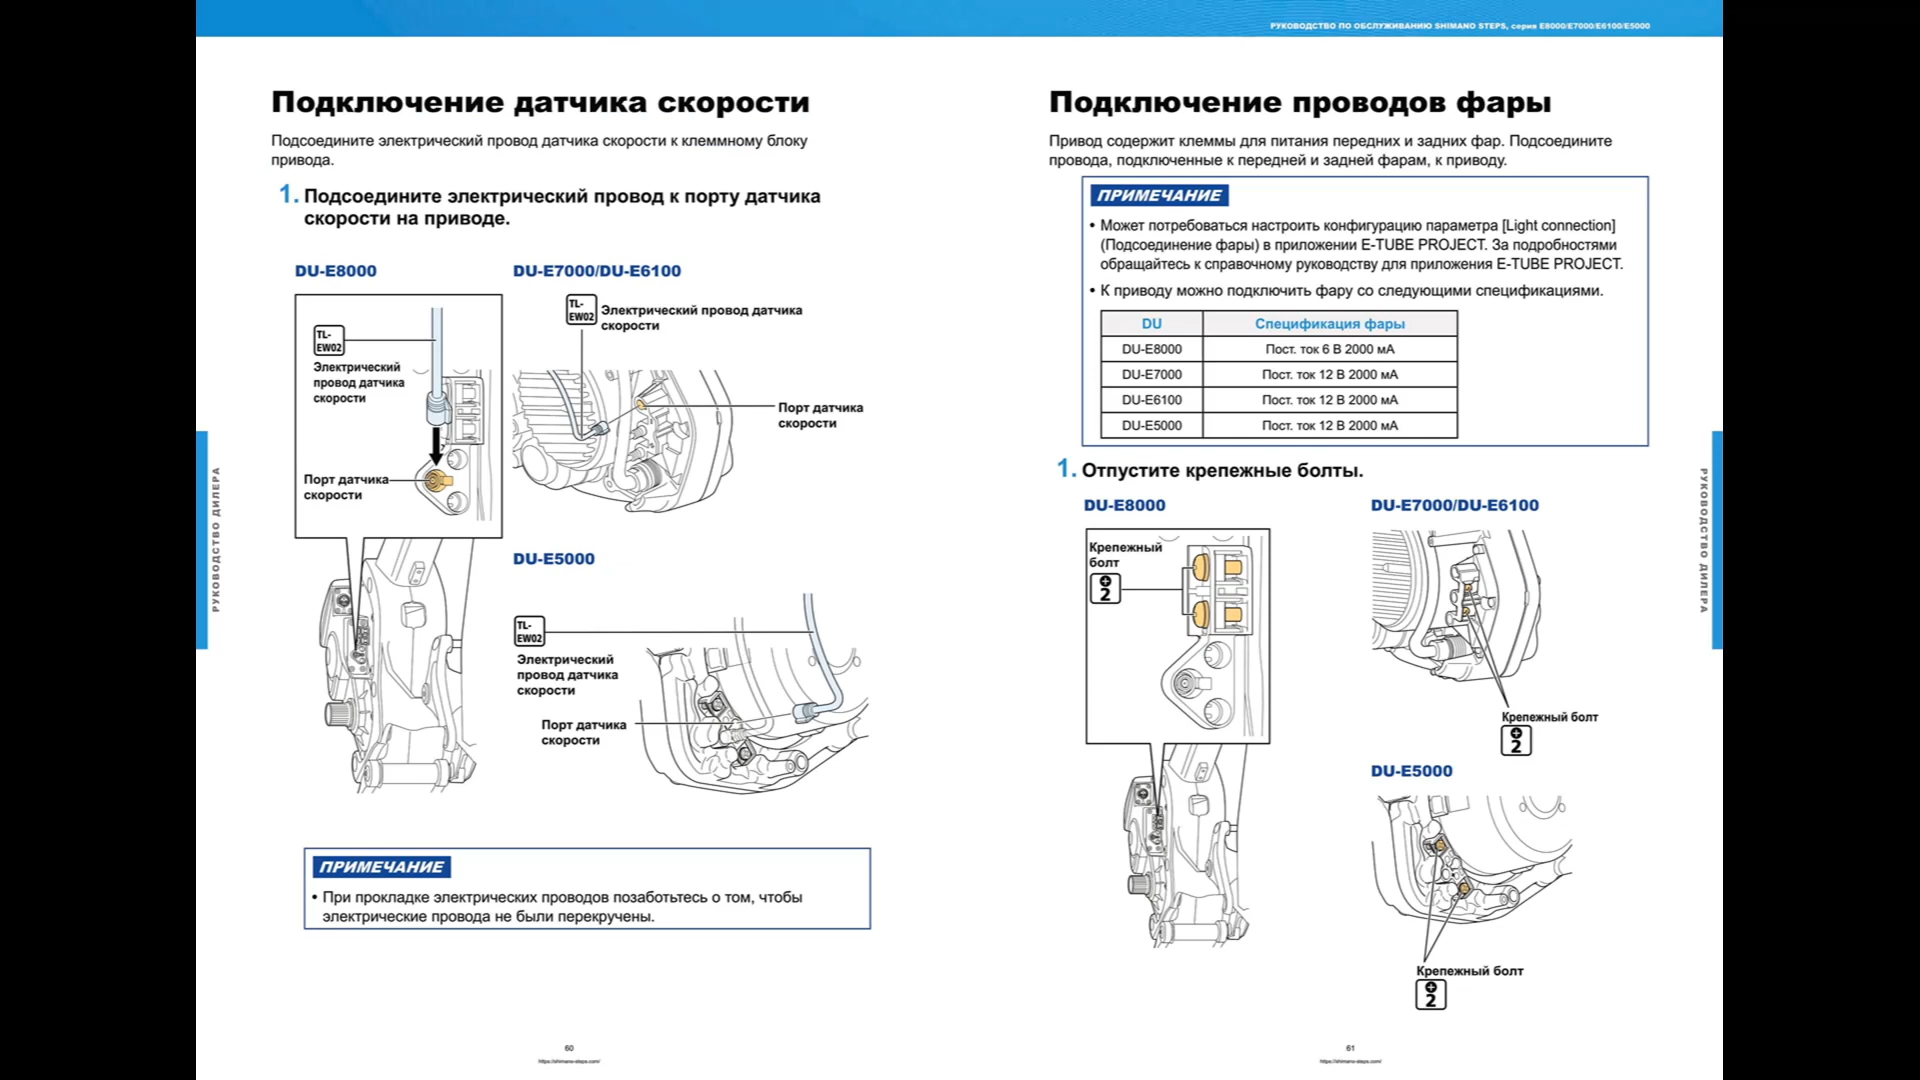 РУКОВОДСТВО ПО ОБСЛУЖИВАНИЮ SHIMANO STEPS, серия E8000/E7000/E6100/E5000
Подключение датчика скорости
Подсоедините электрический провод датчика скорости к клеммному блоку
привода.
1. Подсоедините электрический провод к порту датчика
скорости на приводе.
DU-E8000
TL-
EW02
Электрический
провод датчика
скорости
Порт датчика
скорости
DU-E7000/DU-E6100
TL-
EW02
Электрический провод датчика
скорости
Порт датчика
скорости
DU-E5000
TL-
EW02
Электрический
провод датчика
скорости
Порт датчика
скорости
ПРИМЕЧАНИЕ
• При прокладке электрических проводов позаботьтесь о том, чтобы
электрические провода не были перекручены.
РУКОВОДСТВО ДИЛЕРА
60
https://shimano-steps.com/
Подключение проводов фары
Привод содержит клеммы для питания передних и задних фар. Подсоедините
провода, подключенные к передней и задней фарам, к приводу.
ПРИМЕЧАНИЕ
• Может потребоваться настроить конфигурацию параметра [Light connection]
(Подсоединение фары) в приложении E-TUBE PROJECT. За подробностями
обращайтесь к справочному руководству для приложения E-TUBE PROJECT.
• К приводу можно подключить фару со следующими спецификациями.
DU Спецификация фары
DU-E8000 Пост. ток 6 В 2000 мА
DU-E7000 Пост. ток 12 В 2000 мА
DU-E6100 Пост. ток 12 В 2000 мА
DU-E5000 Пост. ток 12 В 2000 мА
1. Отпустите крепежные болты.
DU-E8000
Крепежный
болт
2
DU-E7000/DU-E6100
Крепежный болт
2
DU-E5000
Крепежный болт
2
РУКОВОДСТВО ДИЛЕРА
61
https://shimano-steps.com/